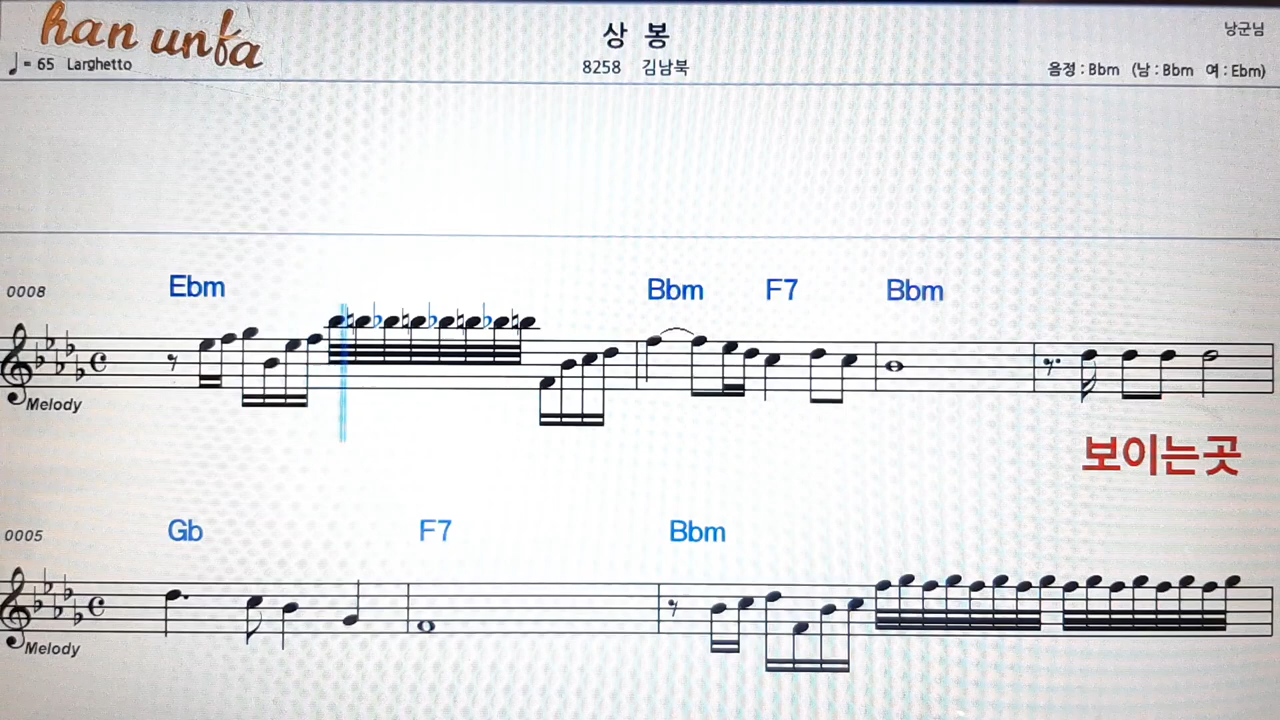 han unfa
상 봉
낭군님
♩= 65 Larghetto
8258 김남북
음정 : Bbm (남 : Bbm 여 : Ebm)
0008 Ebm Bbm F7 Bbm
Melody
보이는곳
0005 Gb F7 Bbm
Melody